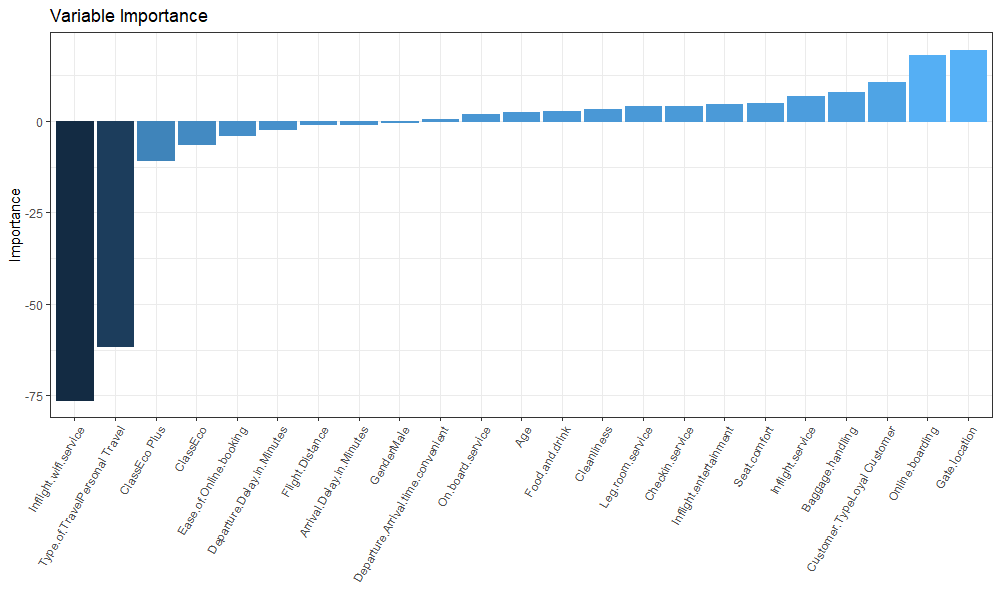 Variable Importance
Importance
0
-25
-50
-75
Inflight.wifi.service
Type.of.TravelPersonal Travel
ClassEco Plus
ClassEco
Ease.of.Online.booking
Departure.Delay.in.Minutes
Flight.Distance
Arrival.Delay.in.Minutes
GenderMale
Departure.Arrival.time.convenient
On.board.service
Age
Food.and.drink
Cleanliness
Leg.room.service
Checkin.service
Inflight.entertainment
Seat.comfort
Inflight.service
Baggage.handling
Customer.TypeLoyal Customer
Online.boarding
Gate.location